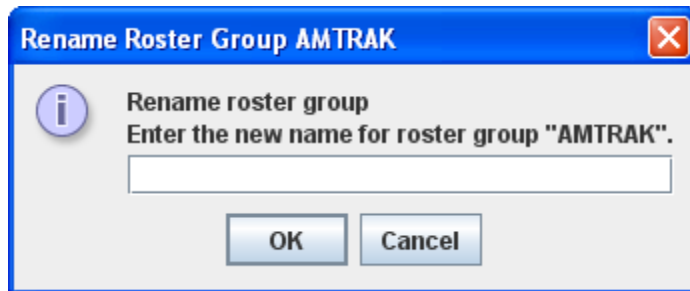 Rename Roster Group AMTRAK
Rename roster group
Enter the new name for roster group "AMTRAK".
OK Cancel